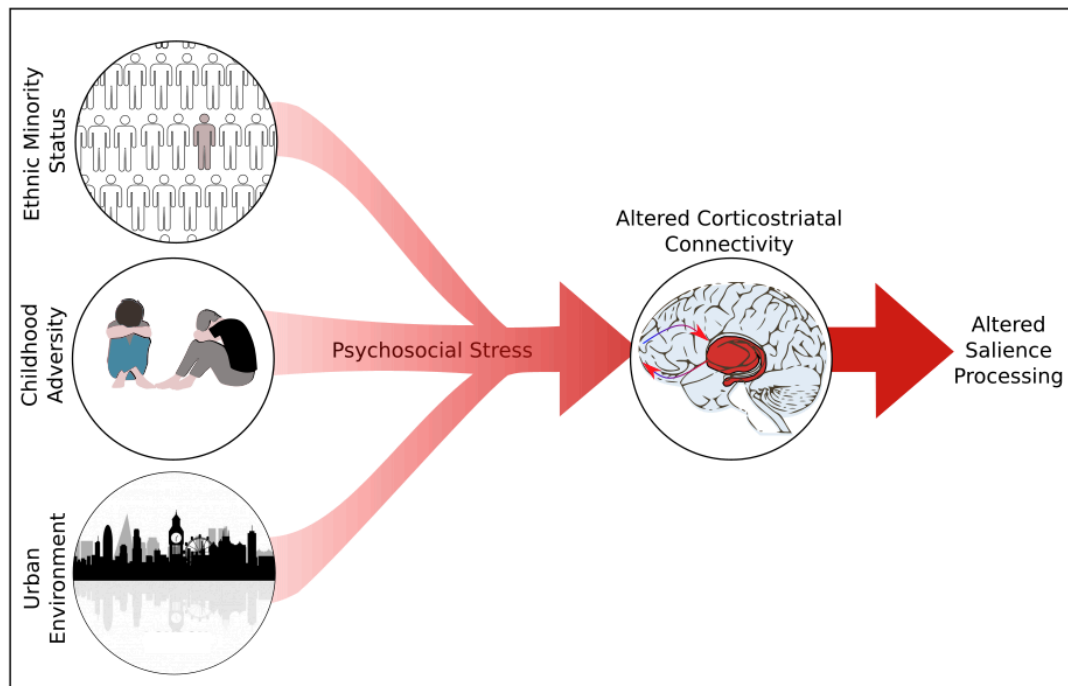 Ethnic Minority
Status
Childhood
Adversity
Urban
Environment
Psychosocial Stress
Altered Corticostriatal
Connectivity
Altered
Salience
Processing